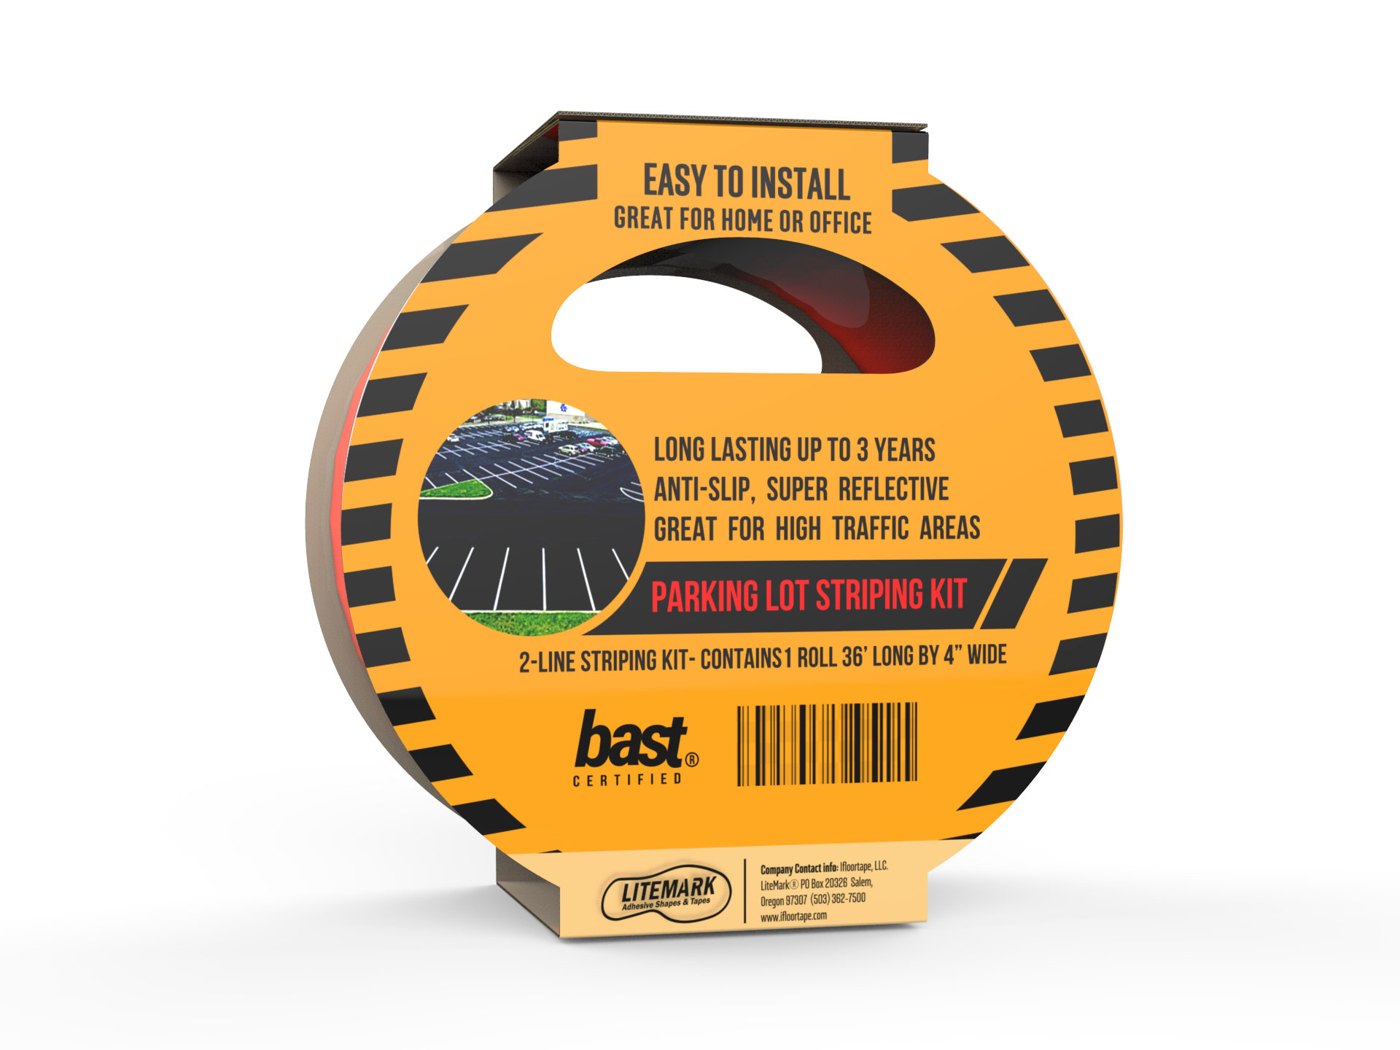 EASY TO INSTALL
GREAT FOR HOME OR OFFICE
LONG LASTING UP TO 3 YEARS
ANTI-SLIP, SUPER REFLECTIVE
GREAT FOR HIGH TRAFFIC AREAS
PARKING LOT STRIPING KIT
2-LINE STRIPING KIT- CONTAINS 1 ROLL 36' LONG BY 4" WIDE
bast®
CERTIFIED
LITEMARK
Adhesive Shapes & Tapes
Company Contact info: Ifloortape, LLC.
LiteMark® PO Box 20326 Salem,
Oregon 97307 (503) 362-7500
www.ifloortape.com